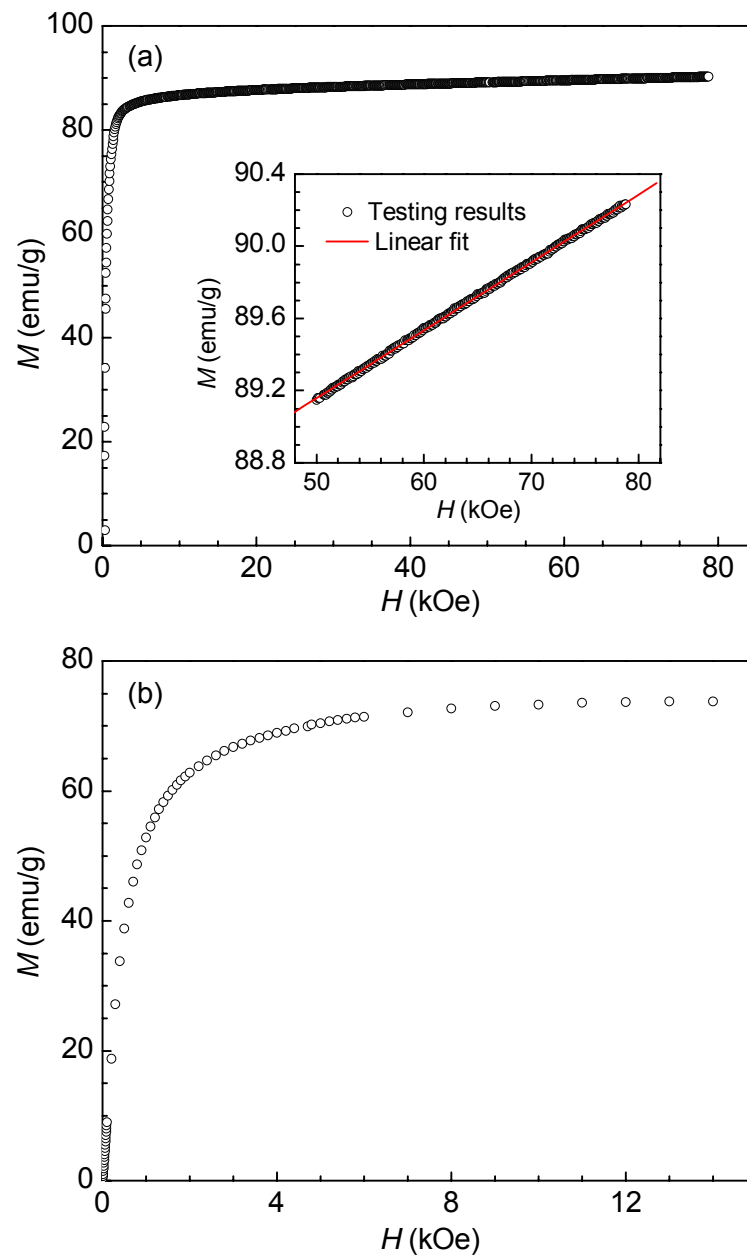 100
(a)
80
90.4
Testing results
Linear fit
60
90.0
M (emu/g)
M (emu/g)
89.6
40
89.2
20
88.8
50 60 70 80
H (kOe)
0
0 20 40 60 80
H (kOe)
80
(b)
60
M (emu/g)
40
20
0
0 4 8 12
H (kOe)